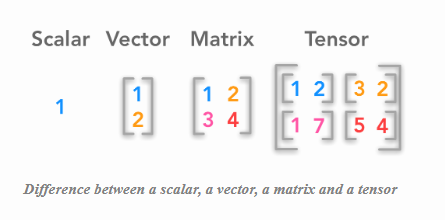 Scalar Vector Matrix Tensor
1 1 2 1 2 3 4 1 2 3 2 1 7 5 4
Difference between a scalar, a vector, a matrix and a tensor